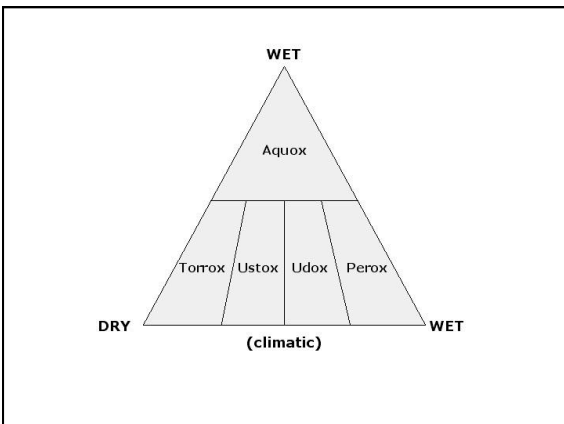 WET
Aquox
Torrox Ustox Udox Perox
DRY WET
(climatic)